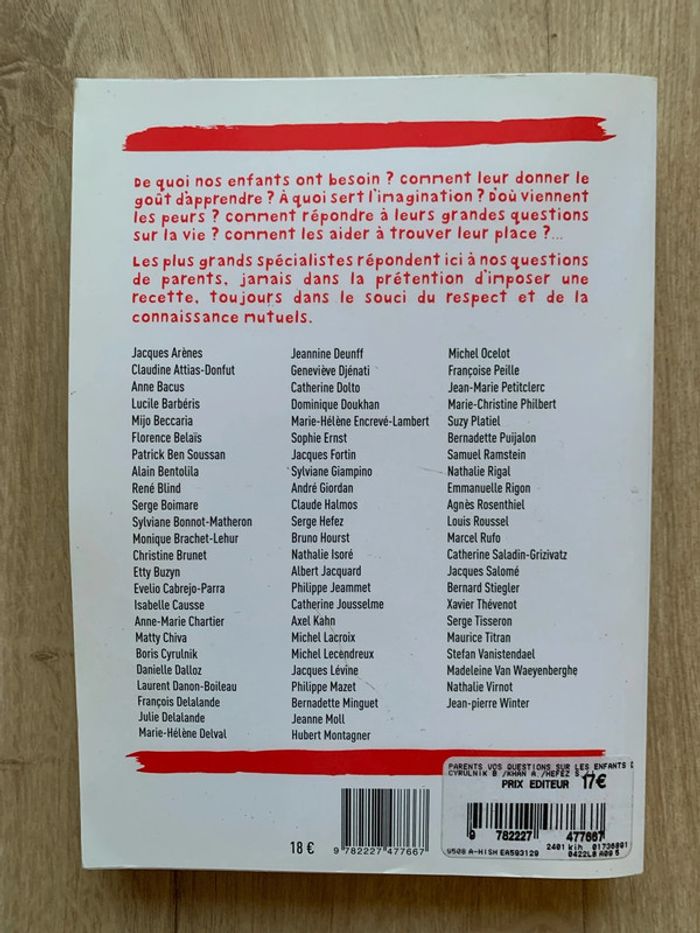 De quoi nos enfants ont besoin ? comment leur donner le
goût d'apprendre ? À quoi sert l'imagination ? D'où viennent
les peurs ? comment répondre à leurs grandes questions
sur la vie ? comment les aider à trouver leur place ?...
Les plus grands spécialistes répondent ici à nos questions
de parents, jamais dans la prétention d'imposer une
recette, toujours dans le souci du respect et de la
connaissance mutuels.
Jacques Arènes
Claudine Attias-Donfut
Anne Bacus
Lucile Barbéris
Mijo Beccaria
Florence Belaïs
Patrick Ben Soussan
Alain Bentolila
René Blind
Serge Boimare
Sylviane Bonnot-Matheron
Monique Brachet-Lehur
Christine Brunet
Etty Buzyn
Evelio Cabrejo-Parra
Isabelle Causse
Anne-Marie Chartier
Matty Chiva
Boris Cyrulnik
Danielle Dalloz
Laurent Danon-Boileau
François Delalande
Julie Delalande
Marie-Hélène Delval
Jeannine Deunff
Geneviève Djénati
Catherine Dolto
Dominique Doukhan
Marie-Hélène Encrevé-Lambert
Sophie Ernst
Jacques Fortin
Sylviane Giampino
André Giordan
Claude Halmos
Serge Hefez
Bruno Hourst
Nathalie Isoré
Albert Jacquard
Philippe Jeammet
Catherine Jousselme
Axel Kahn
Michel Lacroix
Michel Lecendreux
Jacques Lévine
Philippe Mazet
Bernadette Minguet
Jeanne Moll
Hubert Montagner
Michel Ocelot
Françoise Peille
Jean-Marie Petitclerc
Marie-Christine Philbert
Suzy Platiel
Bernadette Puijalon
Samuel Ramstein
Nathalie Rigal
Emmanuelle Rigon
Agnès Rosenthiel
Louis Roussel
Marcel Rufo
Catherine Saladin-Grizivatz
Jacques Salomé
Bernard Stiegler
Xavier Thévenot
Serge Tisseron
Maurice Titran
Stefan Vanistendael
Madeleine Van Waeyenberghe
Nathalie Virnot
Jean-pierre Winter
18 €
9 782227 477667
PARENTS VOS QUESTIONS SUR LES ENFANTS
CYRULNIK B /KHAN A /HEFEZ S
PRIX EDITEUR 17€
9 782227 477667
2401 kih 01736801
A-HISH EA593129 0422L8 A09 5